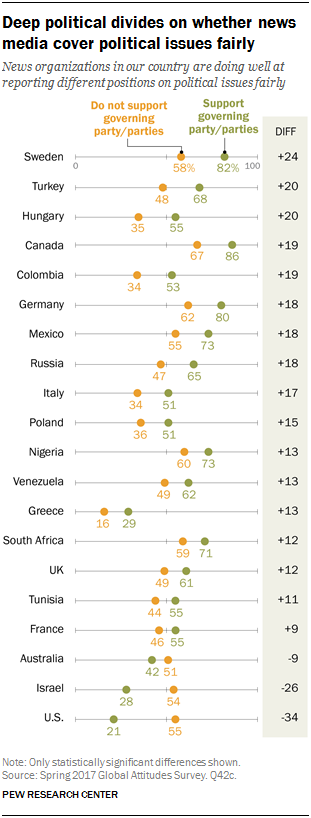 Deep political divides on whether news
media cover political issues fairly
News organizations in our country are doing well at
reporting different positions on political issues fairly
Do not support
governing
party/parties
Support
governing
party/parties
DIFF
Sweden 0 58% 82% 100 +24
Turkey 48 68 +20
Hungary 35 55 +20
Canada 67 86 +19
Colombia 34 53 +19
Germany 62 80 +18
Mexico 55 73 +18
Russia 47 65 +18
Italy 34 51 +17
Poland 36 51 +15
Nigeria 60 73 +13
Venezuela 49 62 +13
Greece 16 29 +13
South Africa 59 71 +12
UK 49 61 +12
Tunisia 44 55 +11
France 46 55 +9
Australia 42 51 -9
Israel 28 54 -26
U.S. 21 55 -34
Note: Only statistically significant differences shown.
Source: Spring 2017 Global Attitudes Survey. Q42c.
PEW RESEARCH CENTER